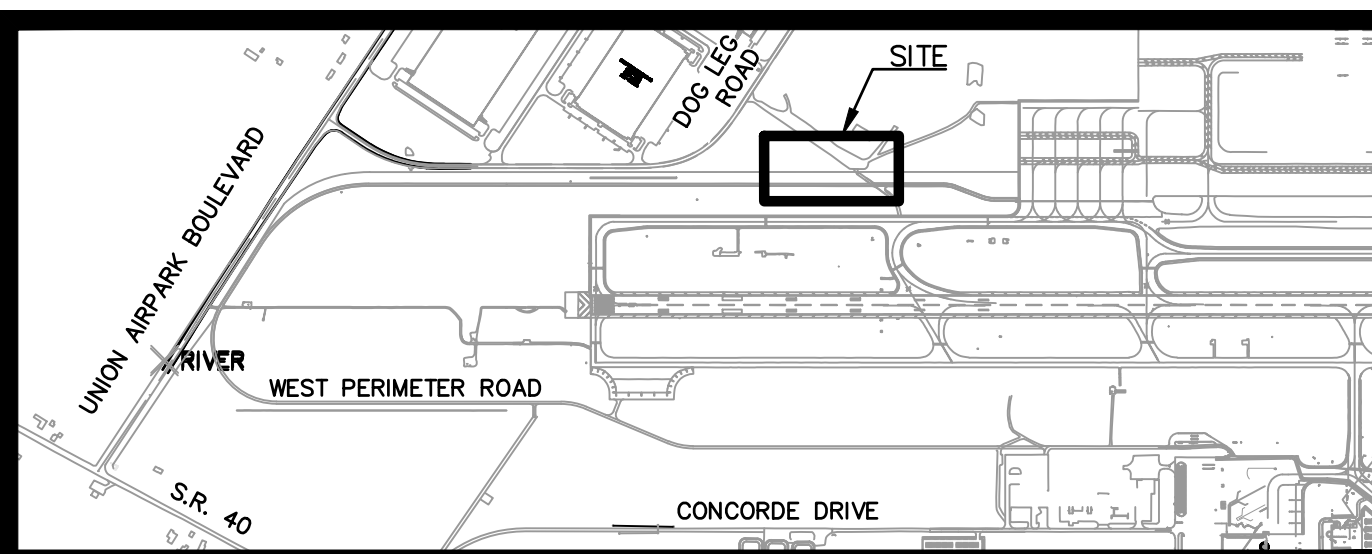 SITE
DOG LEG
ROAD
UNION AIRPARK BOULEVARD
RIVER
WEST PERIMETER ROAD
S.R. 40
CONCORDE DRIVE